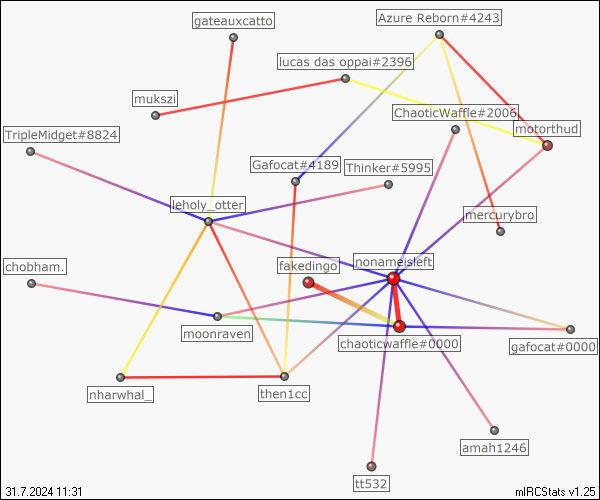 gateauxcatto
Azure Reborn#4243
lucas das oppai#2396
mukszi
ChaoticWaffle#2006
motorthud
TripleMidget#8824
Gafocat#4189
Thinker#5995
leholy_otter
mercurybro
chobham.
fakedingo
nonameisleft
moonraven
chaoticwaffle#0000
gafocat#0000
nharwhal_
then1cc
amah1246
tt532
31.7.2024 11:31
mIRCStats v1.25